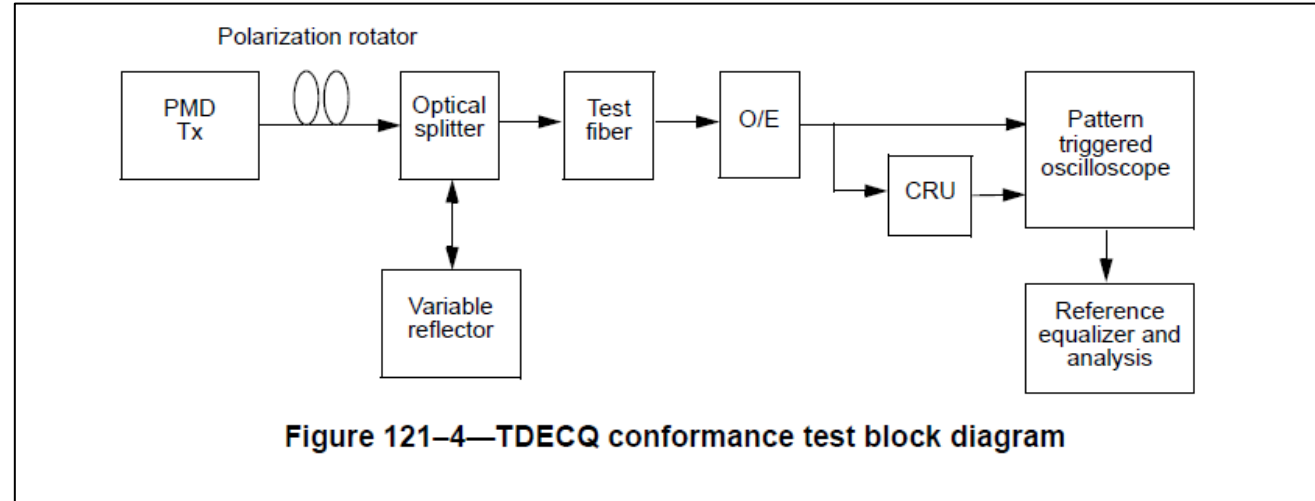 Polarization rotator
PMD
Tx
Optical
splitter
Test
fiber
O/E
Pattern
triggered
oscilloscope
CRU
Variable
reflector
Reference
equalizer and
analysis
Figure 121–4—TDECQ conformance test block diagram